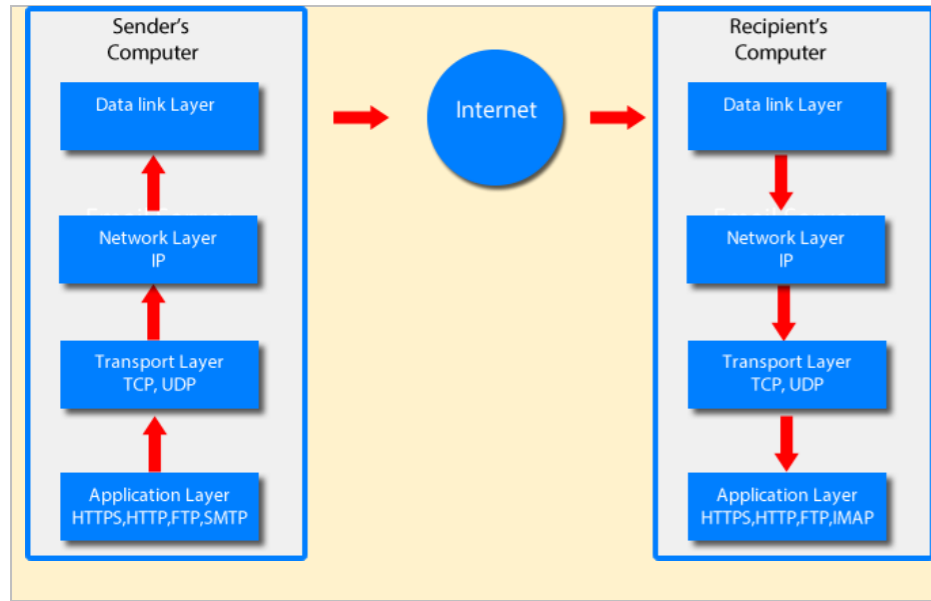 Sender's
Computer
Data link Layer
Network Layer
IP
Transport Layer
TCP, UDP
Application Layer
HTTPS,HTTP,FTP,SMTP
Internet
Recipient's
Computer
Data link Layer
Network Layer
IP
Transport Layer
TCP, UDP
Application Layer
HTTPS,HTTP,FTP,IMAP